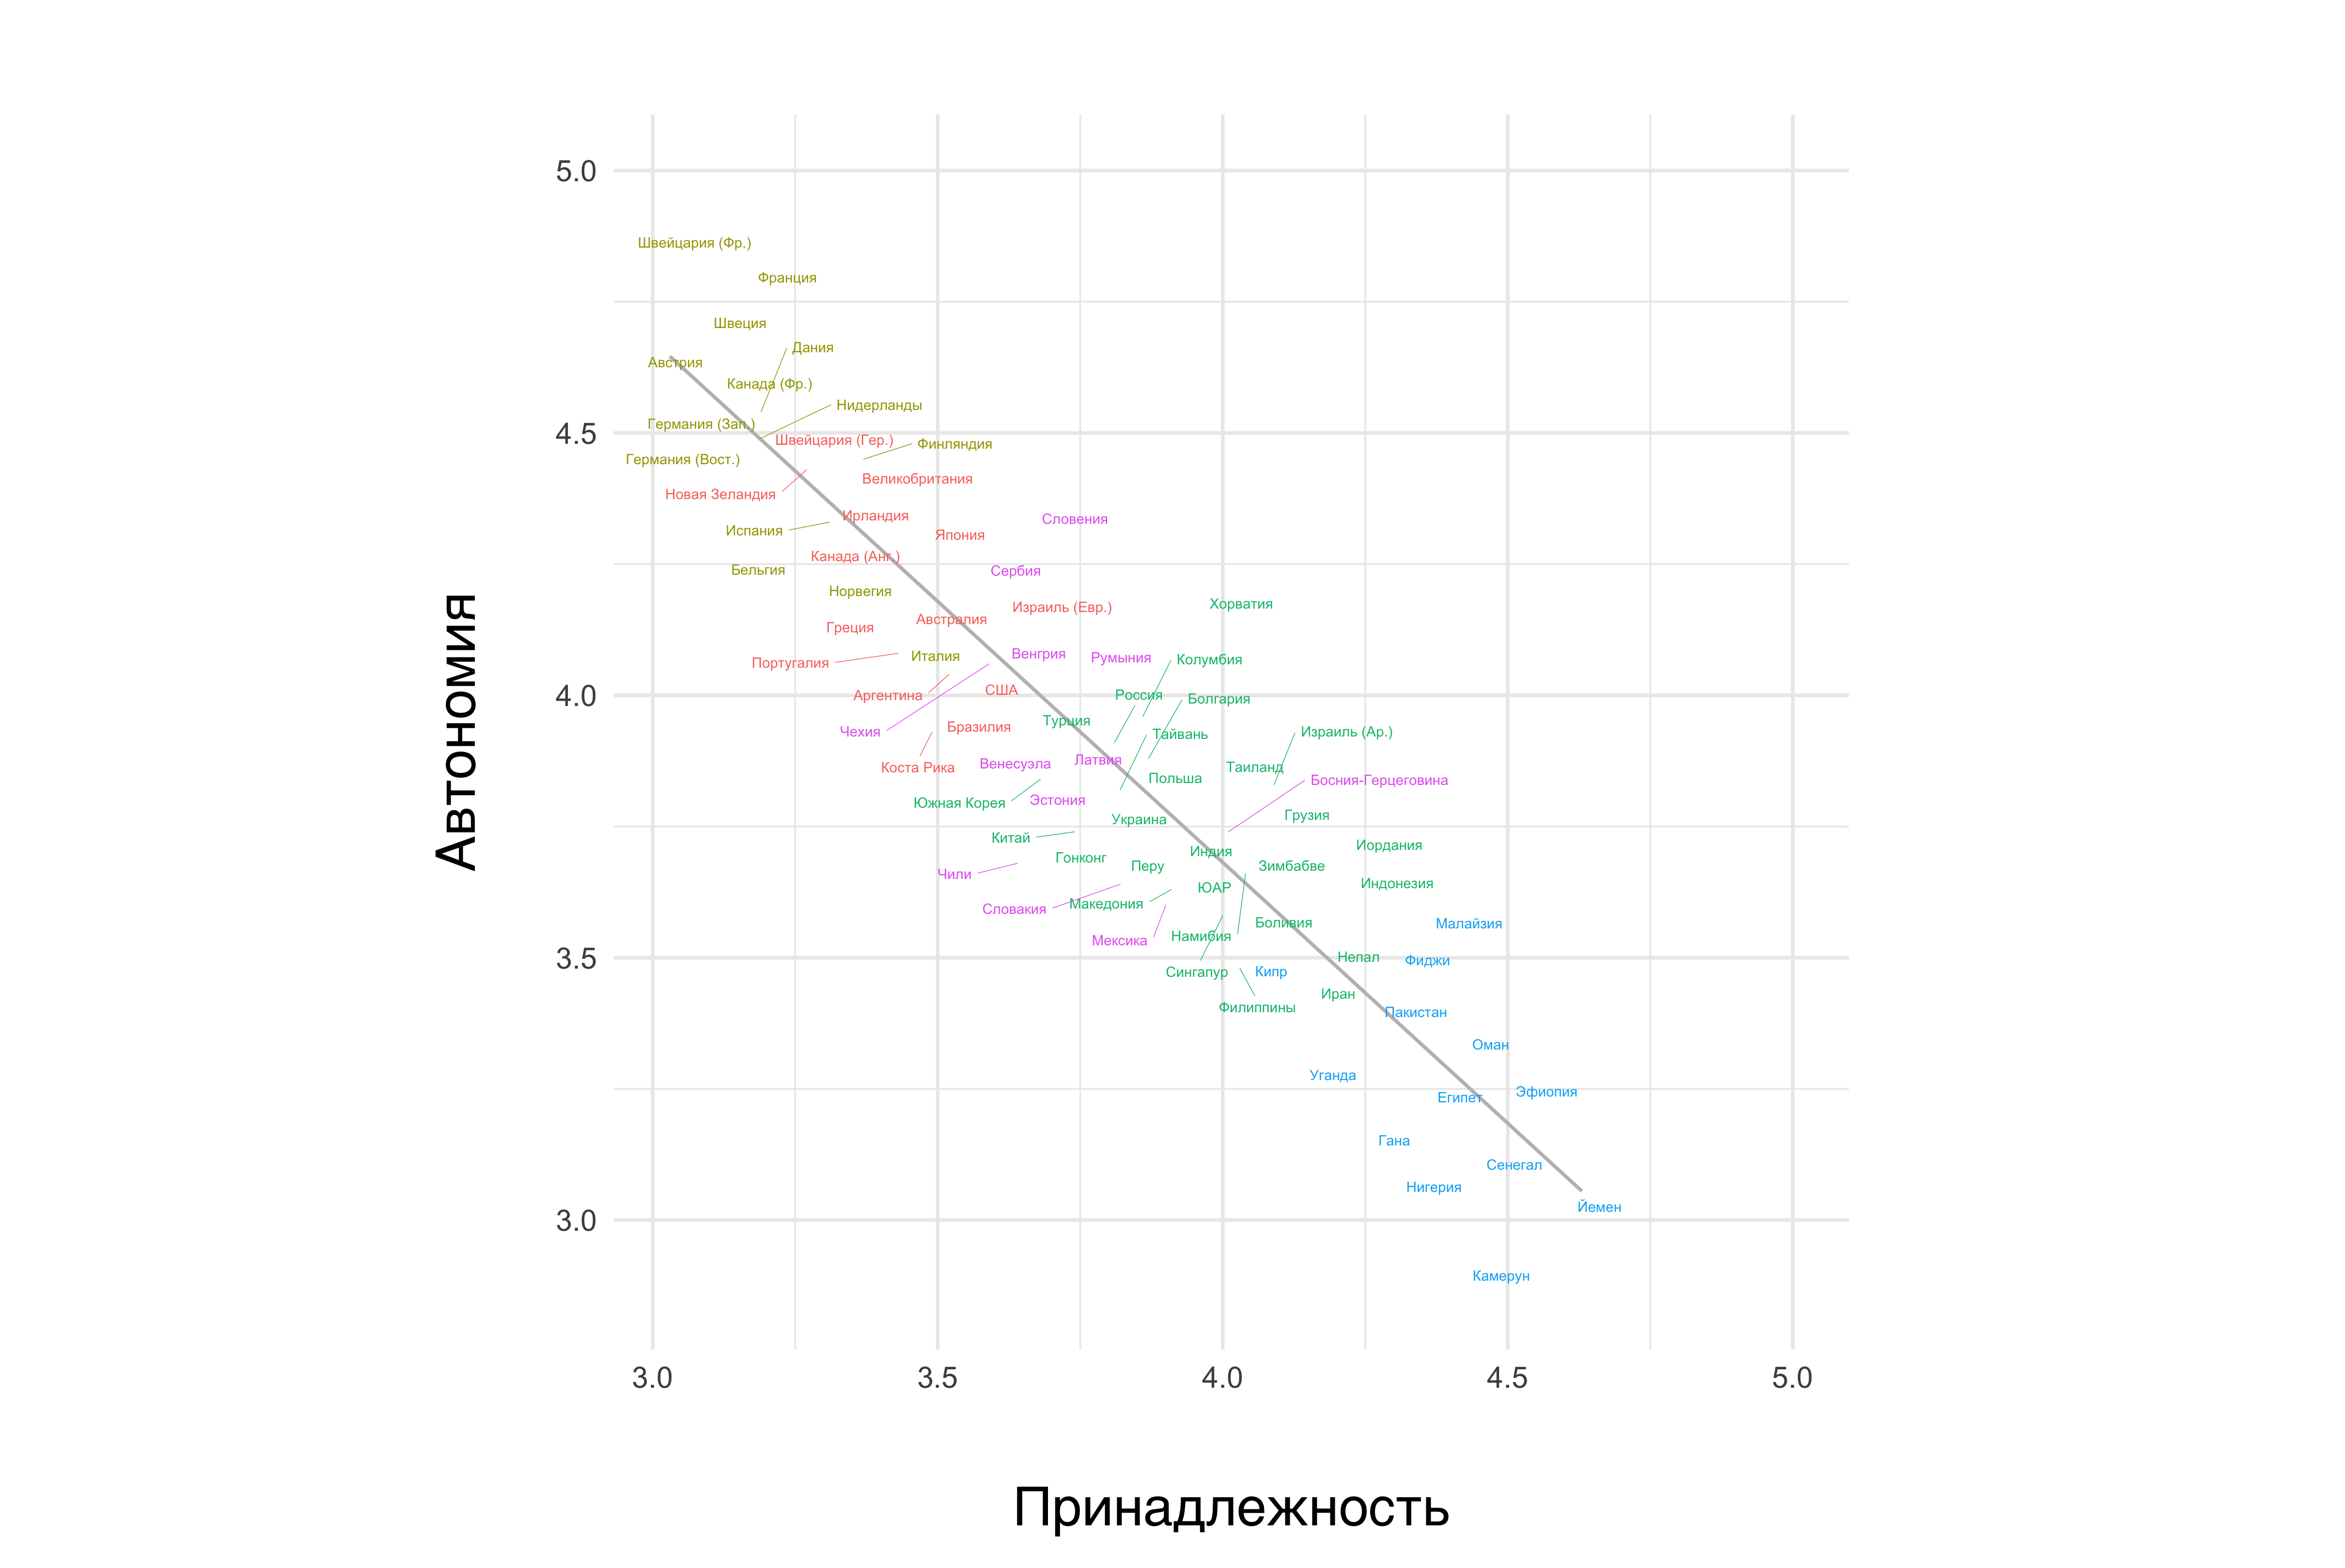 5.0
Швейцария (Фр.)
Франция
Швеция
Дания
Австрия
Канада (Фр.)
Нидерланды
Германия (Зап.)
4.5
Швейцария (Гер.)
Финляндия
Германия (Вост.)
Великобритания
Новая Зеландия
Ирландия
Словения
Испания
Япония
Канада (Анг.)
Бельгия
Сербия
Норвегия
Хорватия
Израиль (Евр.)
Австралия
Греция
Венгрия
Италия
Румыния
Колумбия
Португалия
США
4.0
Аргентина
Россия
Болгария
Турция
Бразилия
Чехия
Израиль (Ар.)
Тайвань
Латвия
Венесуэла
Коста Рика
Таиланд
Польша
Босния-Герцеговина
Эстония
Южная Корея
Грузия
Украина
Китай
Иордания
Индия
Гонконг
Перу
Зимбабве
Чили
Индонезия
ЮАР
Македония
Словакия
Боливия
Малайзия
Намибия
Мексика
3.5
Непал
Фиджи
Сингапур
Кипр
Иран
Филиппины
Пакистан
Оман
Уганда
Эфиопия
Египет
Гана
Сенегал
Нигерия
Йемен
3.0
Камерун
3.0 3.5 4.0 4.5 5.0
Автономия
Принадлежность